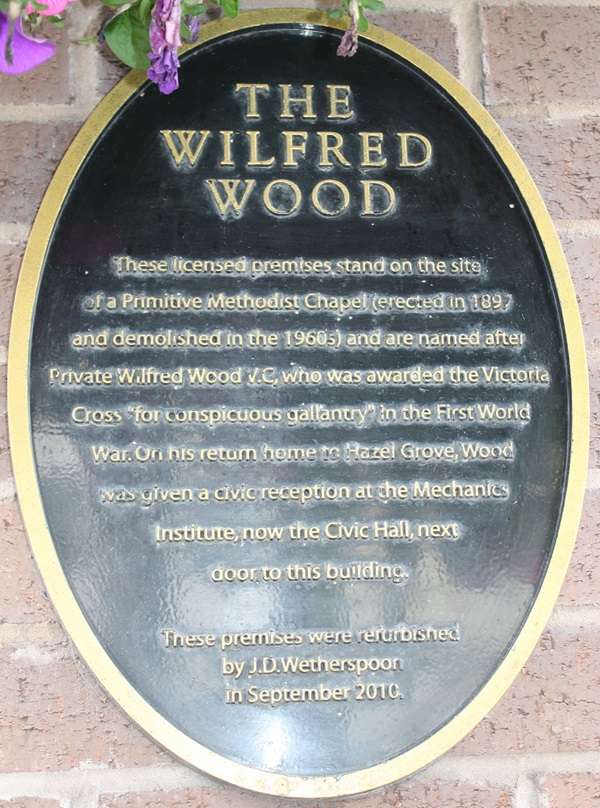 THE
WILFRED
WOOD
These licensed premises stand on the site
of a Primitive Methodist Chapel (erected in 1897
and demolished in the 1960s) and are named after
Private Wilfred Wood V.C, who was awarded the Victoria
Cross "for conspicuous gallantry" in the First World
War. On his return home to Hazel Grove, Wood
was given a civic reception at the Mechanics
Institute, now the Civic Hall, next
door to this building.
These premises were refurbished
by J.D.Wetherspoon
in September 2010.